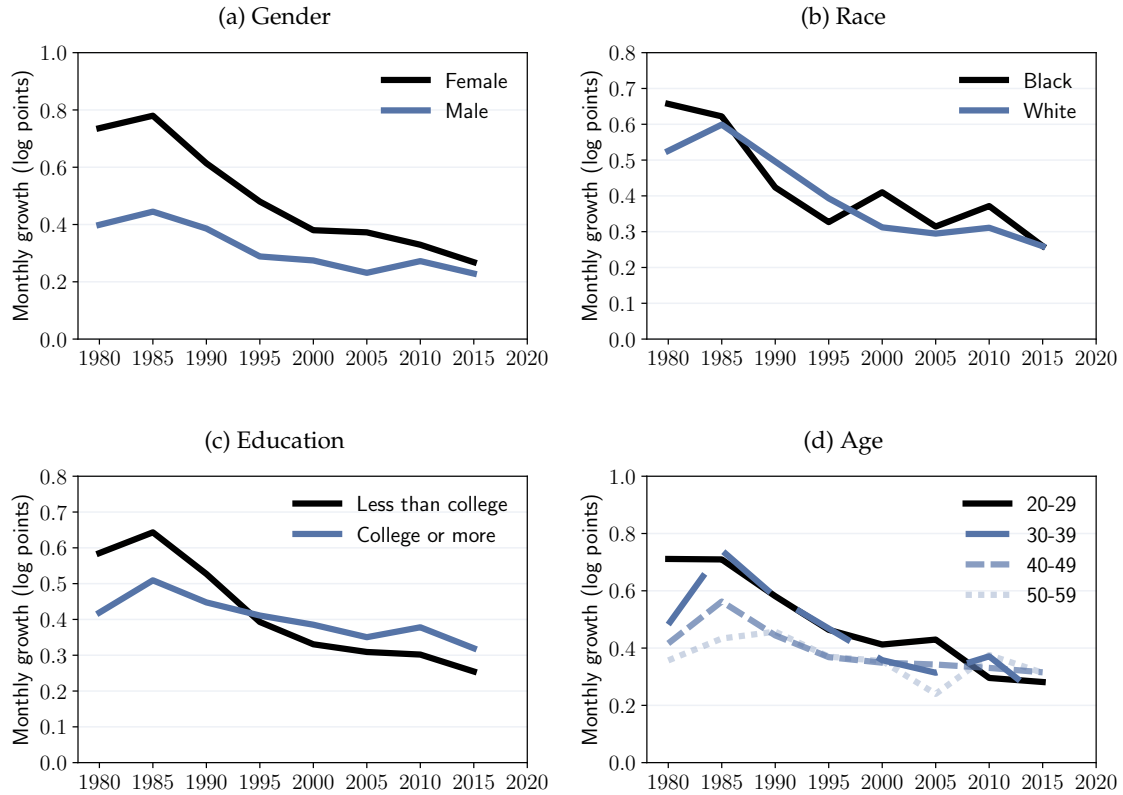 (a) Gender
Monthly growth (log points)
1.0
0.8
0.6
0.4
0.2
0.0
Female
Male
1980 1985 1990 1995 2000 2005 2010 2015 2020
(b) Race
Monthly growth (log points)
0.8
0.7
0.6
0.5
0.4
0.3
0.2
0.1
0.0
Black
White
1980 1985 1990 1995 2000 2005 2010 2015 2020
(c) Education
Monthly growth (log points)
0.8
0.7
0.6
0.5
0.4
0.3
0.2
0.1
0.0
Less than college
College or more
1980 1985 1990 1995 2000 2005 2010 2015 2020
(d) Age
Monthly growth (log points)
1.0
0.8
0.6
0.4
0.2
0.0
20-29
30-39
40-49
50-59
1980 1985 1990 1995 2000 2005 2010 2015 2020